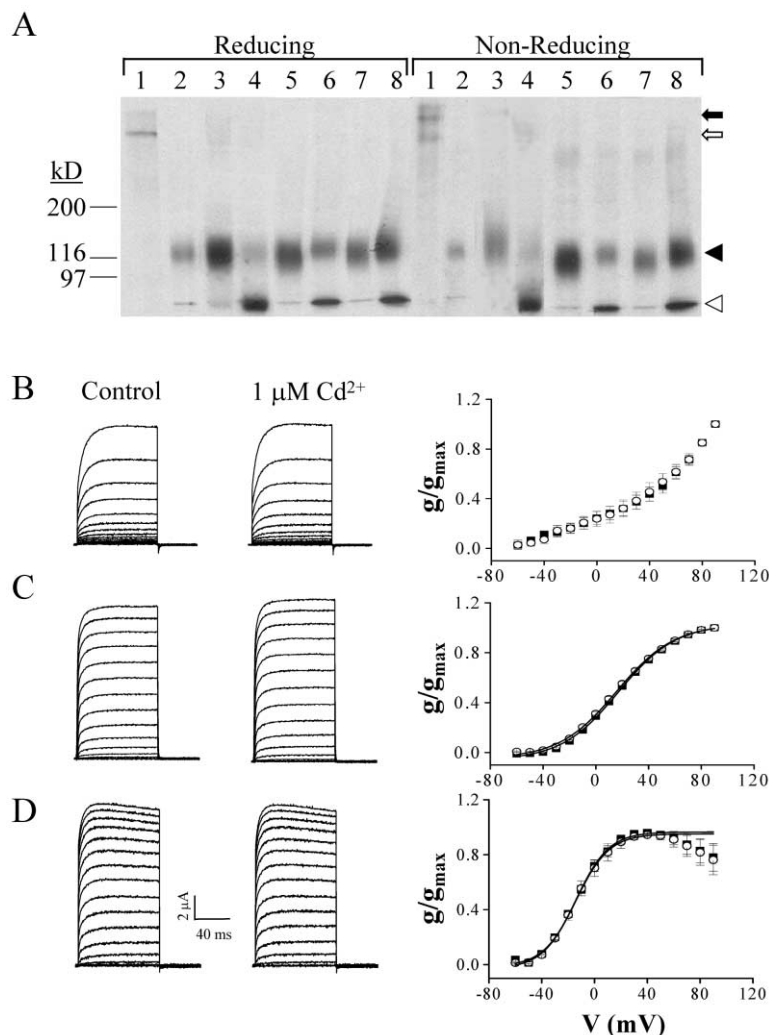 A
Reducing Non-Reducing
1 2 3 4 5 6 7 8 1 2 3 4 5 6 7 8
kD
200
116
97
B
Control 1 μM Cd²⁺
1.2
0.8
0.4
0.0
g/gmax
-80 -40 0 40 80 120
C
1.2
0.8
0.4
0.0
g/gmax
-80 -40 0 40 80 120
D
2 μA
40 ms
1.2
0.8
0.4
0.0
g/gmax
-80 -40 0 40 80 120
V (mV)